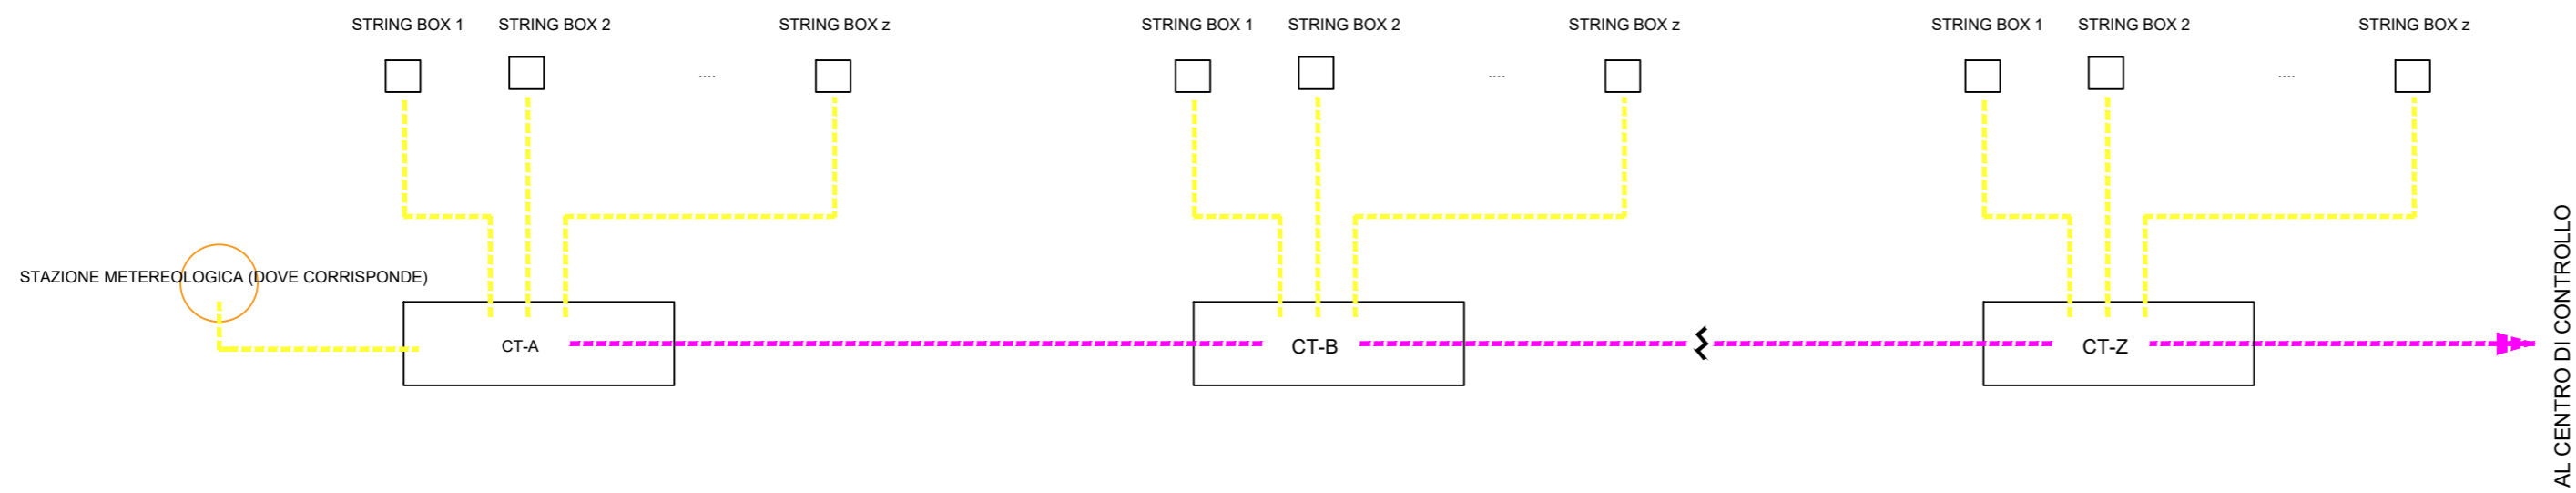 STRING BOX 1
STRING BOX 2
STRING BOX z
STRING BOX 1
STRING BOX 2
STRING BOX z
STRING BOX 1
STRING BOX 2
STRING BOX z
....
....
....
STAZIONE METEREOLOGICA (DOVE CORRISPONDE)
CT-A
CT-B
CT-Z
AL CENTRO DI CONTROLLO